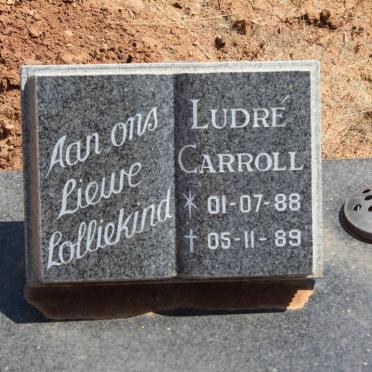 Aan ons
Liewe
Lolliekind
Ludré
Carroll
* 01-07-88
† 05-11-89